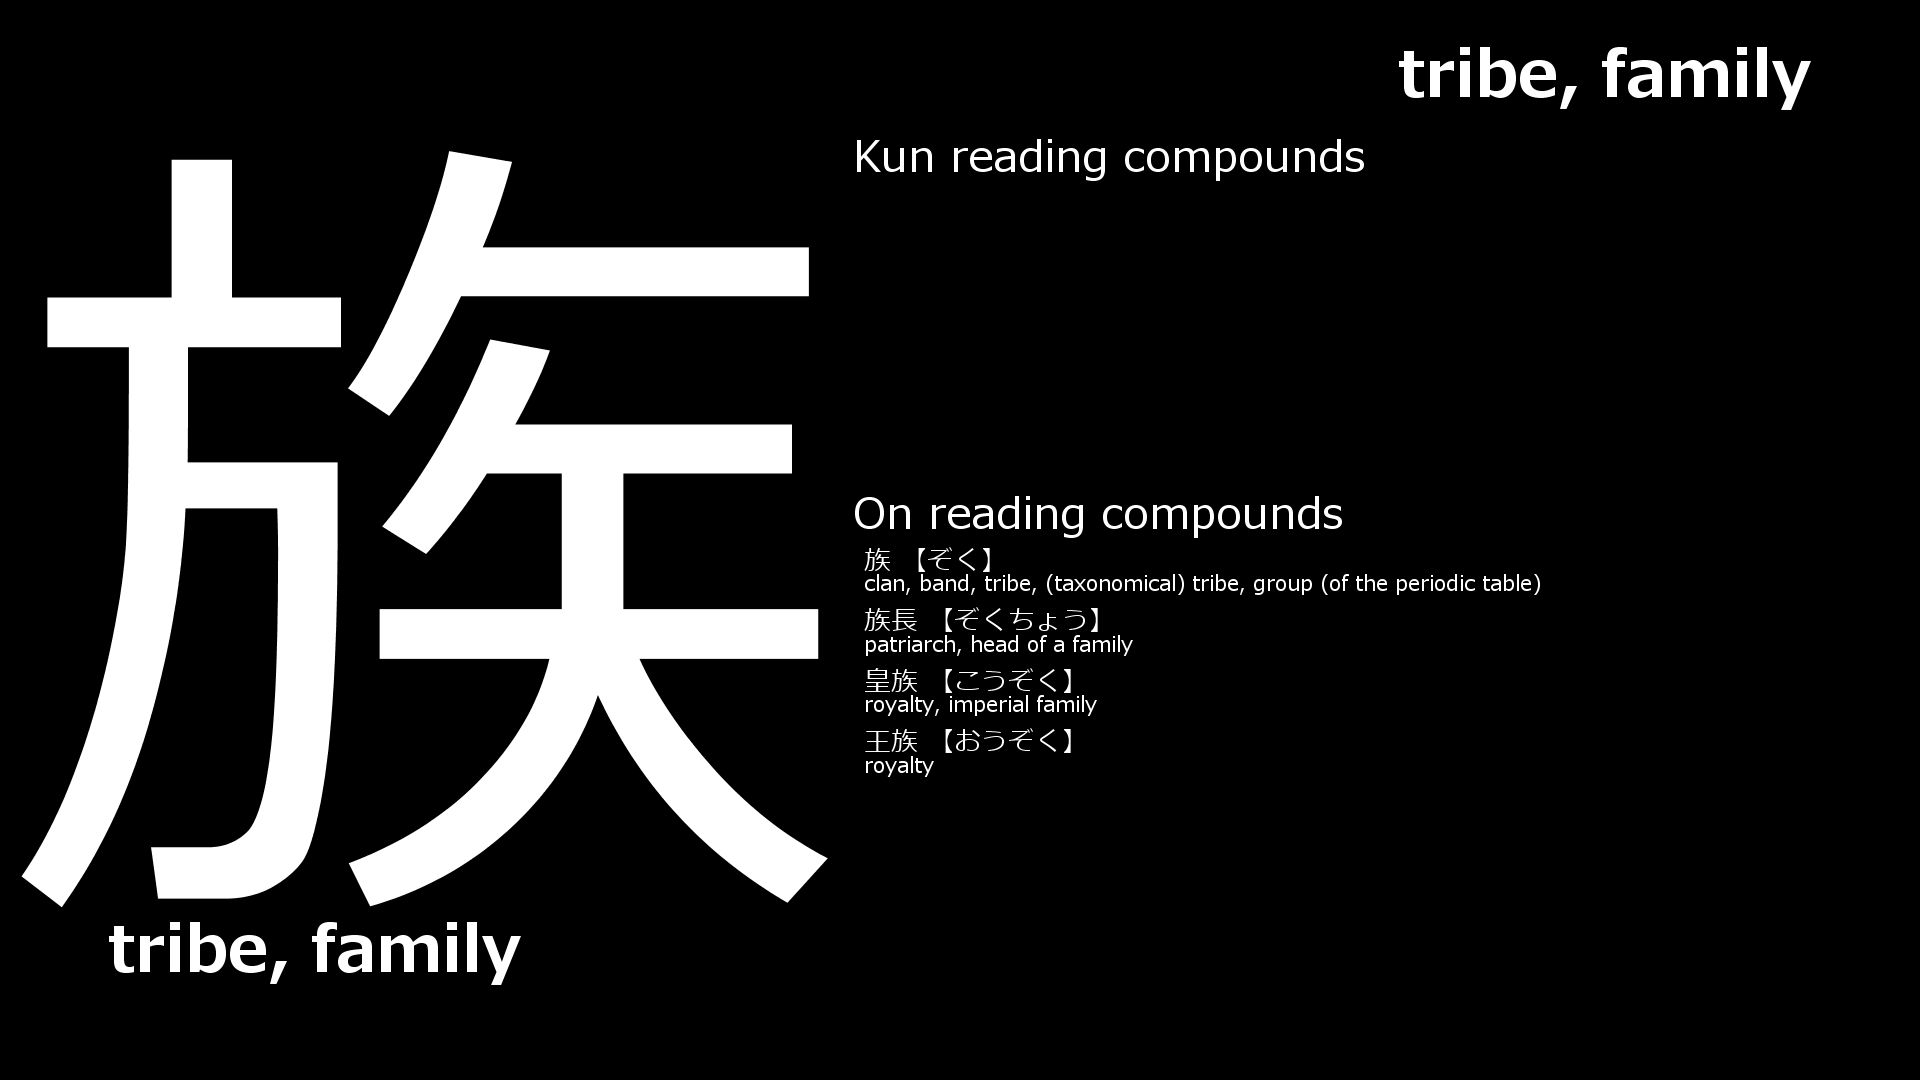 tribe, family
族
tribe, family
Kun reading compounds
On reading compounds
族 【ぞく】
clan, band, tribe, (taxonomical) tribe, group (of the periodic table)
族長 【ぞくちょう】
patriarch, head of a family
皇族 【こうぞく】
royalty, imperial family
王族 【おうぞく】
royalty